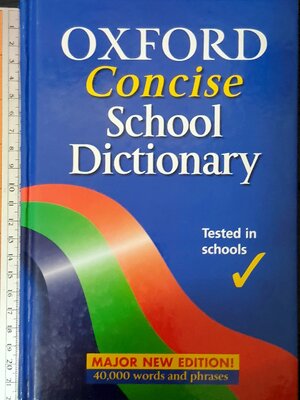 OXFORD
Concise
School
Dictionary
Tested in
schools
MAJOR NEW EDITION!
40,000 words and phrases